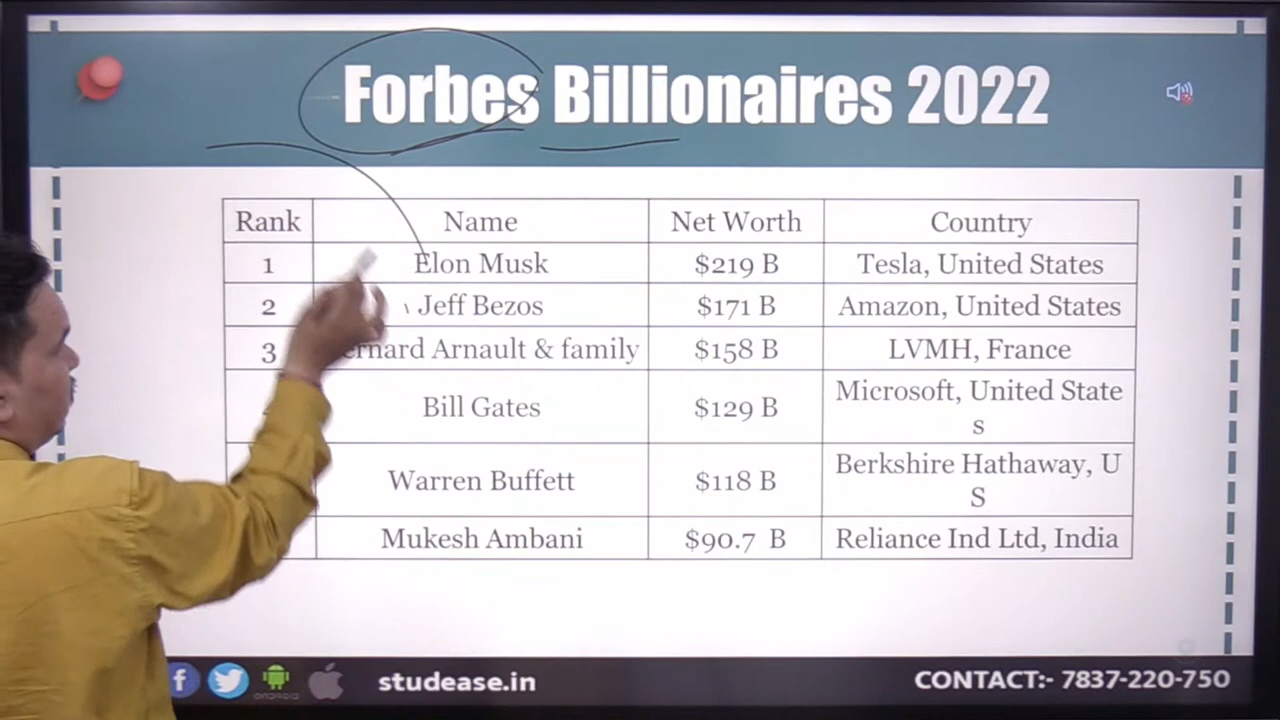 Forbes Billionaires 2022
Rank Name Net Worth Country
1 Elon Musk $219 B Tesla, United States
2 Jeff Bezos $171 B Amazon, United States
3 ernard Arnault & family $158 B LVMH, France
Bill Gates $129 B Microsoft, United State
s
Warren Buffett $118 B Berkshire Hathaway, U
S
Mukesh Ambani $90.7 B Reliance Ind Ltd, India
studease.in
CONTACT:- 7837-220-750